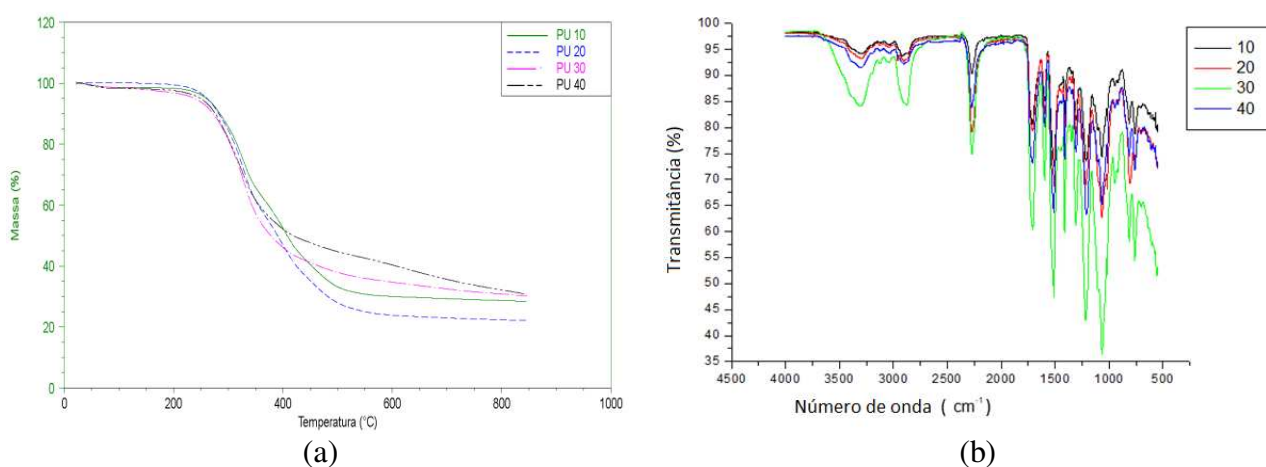 PU 10
PU 20
PU 30
PU 40
120
100
80
60
40
20
0
Massa (%)
0 200 400 600 800 1000
Temperatura (°C)
(a)
100
95
90
85
80
75
70
65
60
55
50
45
40
35
Transmitância (%)
4500 4000 3500 3000 2500 2000 1500 1000 500
Número de onda ( cm⁻¹ )
10
20
30
40
(b)